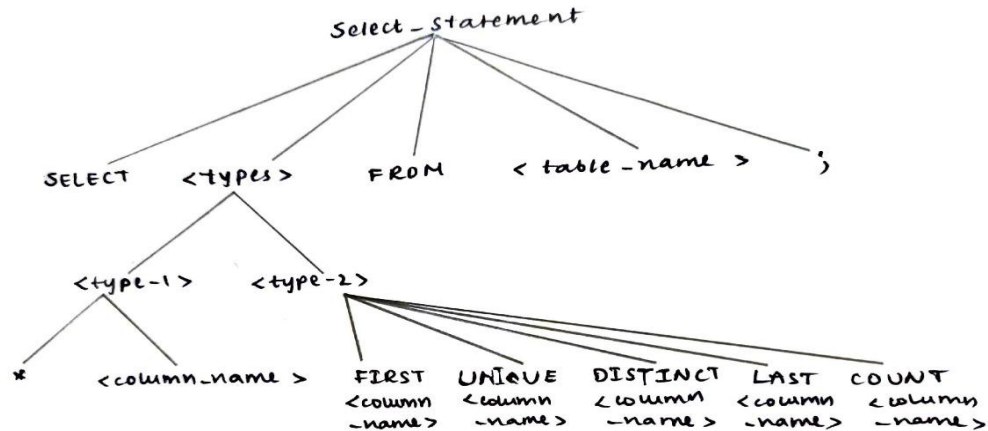 Select_statement
SELECT <types> FROM <table_name> ;
<type-1> <type-2>
* <column_name> FIRST UNIQUE DISTINCT LAST COUNT
<column <column <column <column <column
_name> _name> _name> _name> _name>